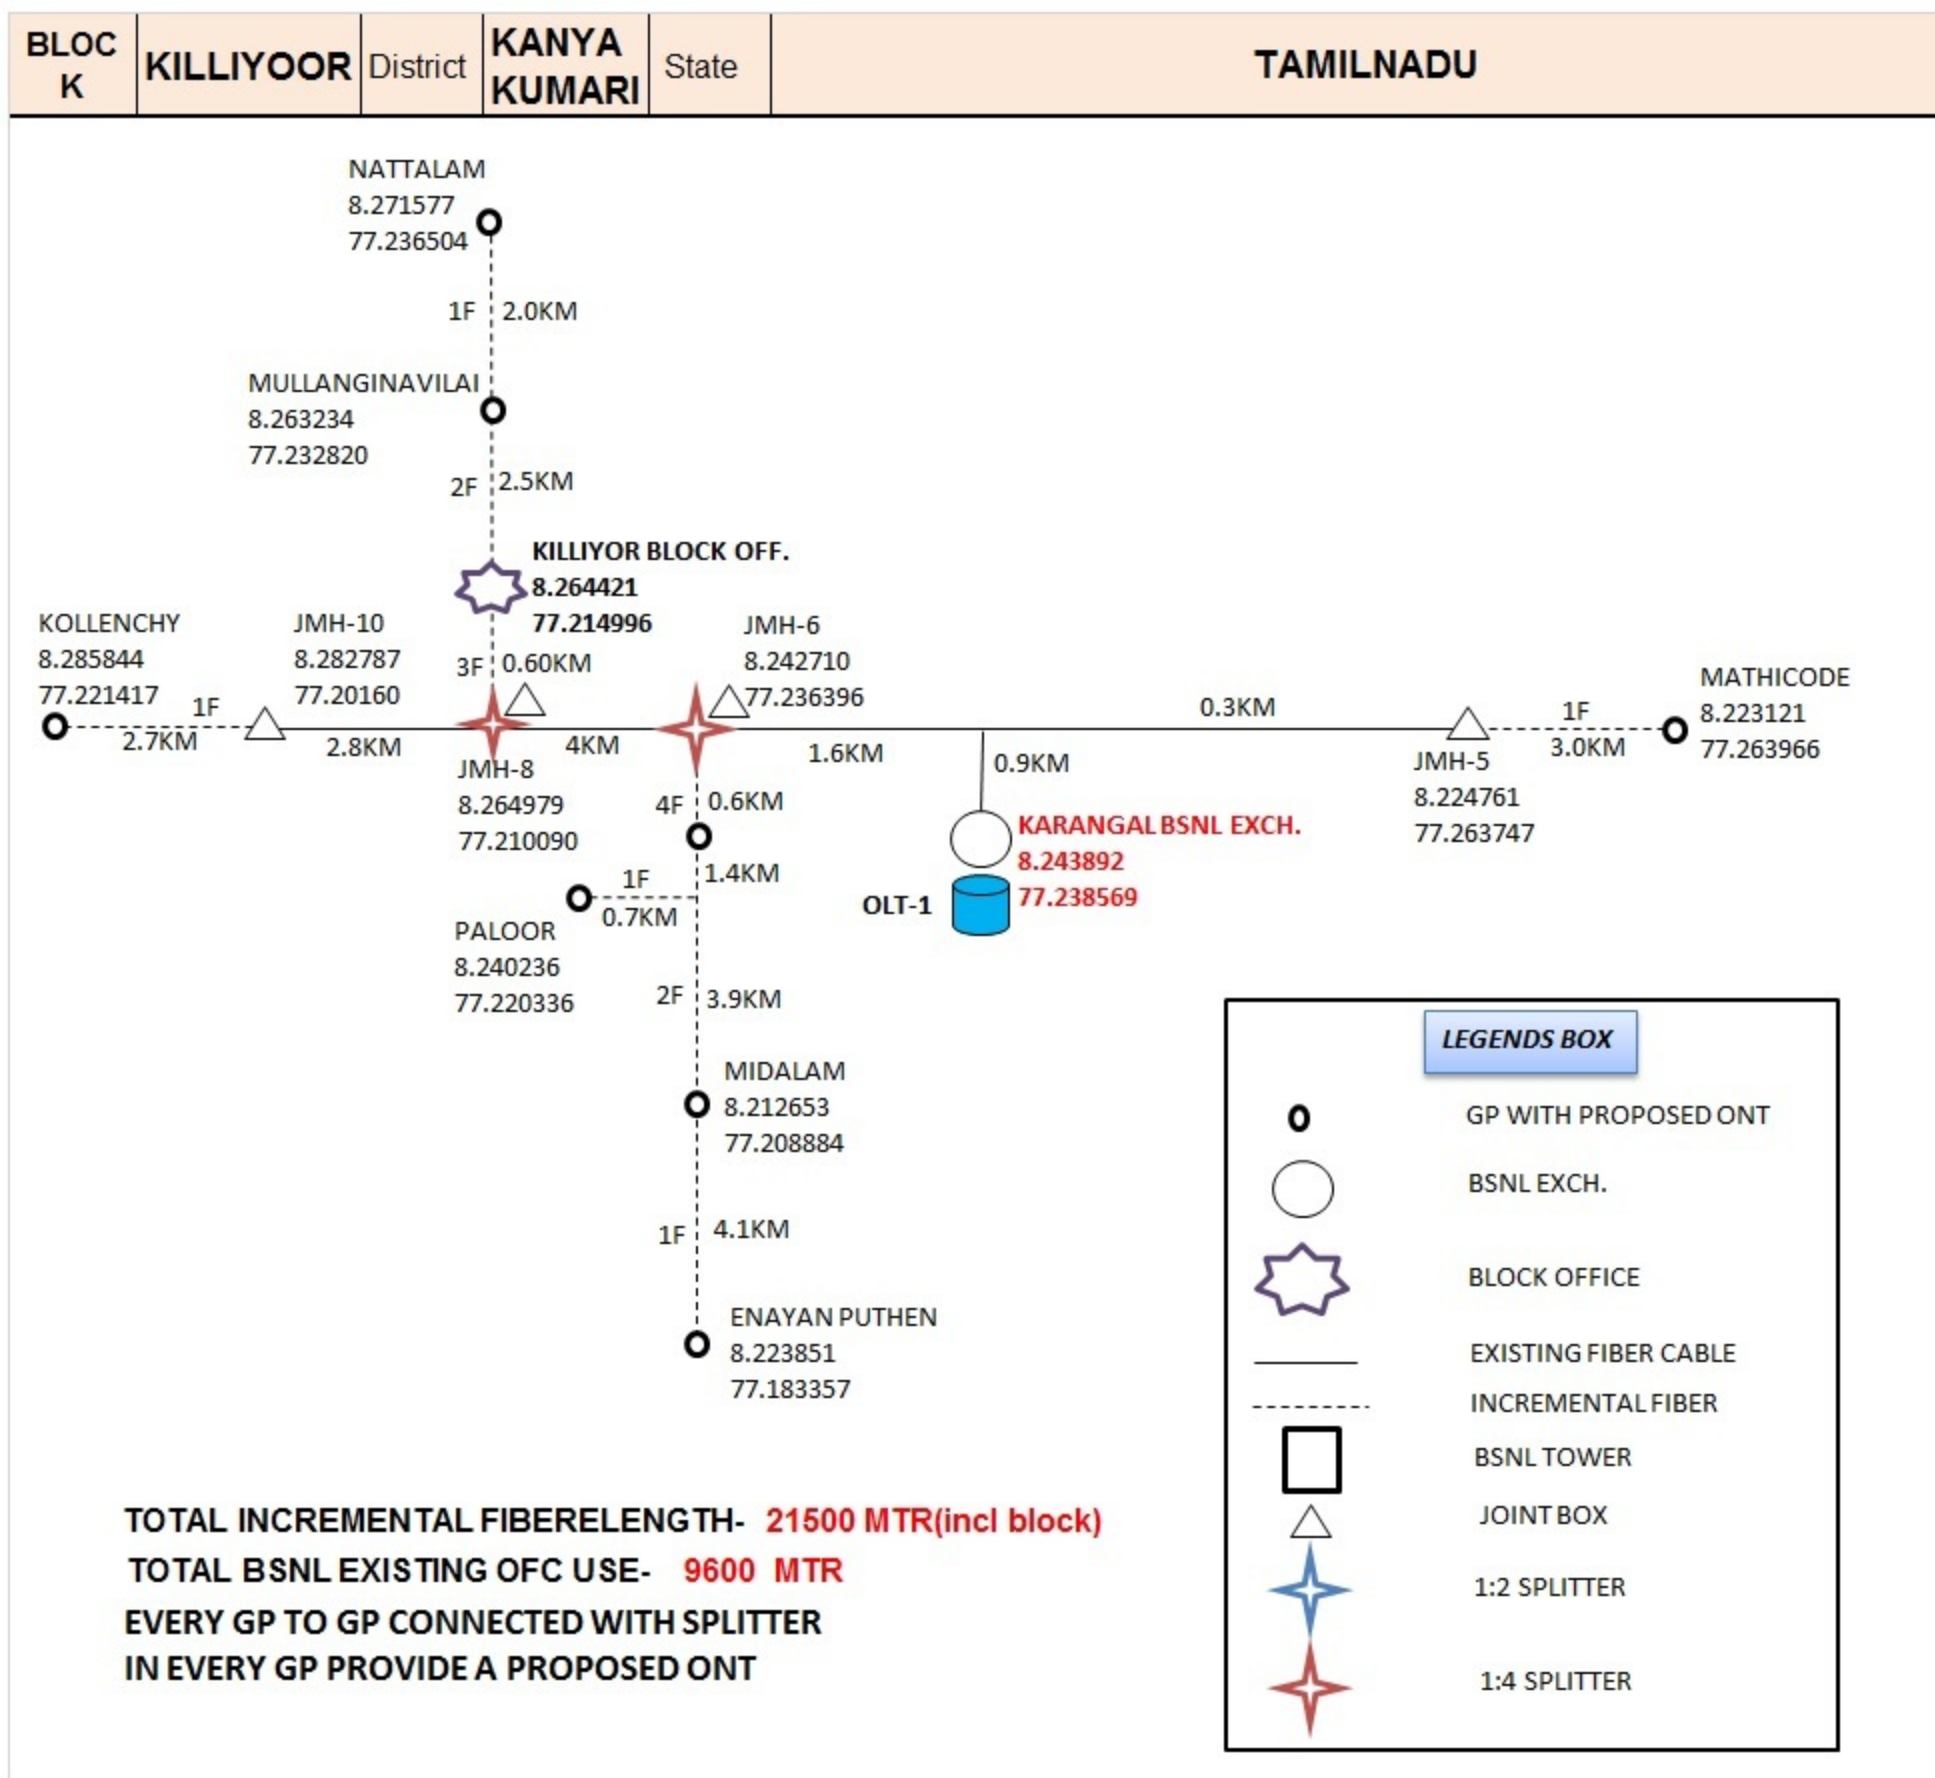 BLOC
K
KILLIYOOR
District
KANYA
KUMARI
State
TAMILNADU
NATTALAM
8.271577
77.236504
1F
2.0KM
MULLANGINAVILAI
8.263234
77.232820
2F
2.5KM
KILLIYOR BLOCK OFF.
8.264421
77.214996
KOLLENCHY
8.285844
77.221417
JMH-10
8.282787
77.20160
3F
0.60KM
JMH-6
8.242710
77.236396
MATHICODE
8.223121
77.263966
1F
2.7KM
2.8KM
4KM
1.6KM
0.3KM
1F
3.0KM
JMH-8
8.264979
77.210090
4F
0.6KM
0.9KM
JMH-5
8.224761
77.263747
KARANGAL BSNL EXCH.
8.243892
77.238569
OLT-1
1.4KM
1F
0.7KM
PALOOR
8.240236
77.220336
2F
3.9KM
MIDALAM
8.212653
77.208884
1F
4.1KM
ENAYAN PUTHEN
8.223851
77.183357
LEGENDS BOX
GP WITH PROPOSED ONT
BSNL EXCH.
BLOCK OFFICE
EXISTING FIBER CABLE
INCREMENTAL FIBER
BSNL TOWER
JOINT BOX
1:2 SPLITTER
1:4 SPLITTER
TOTAL INCREMENTAL FIBERELENGTH- 21500 MTR(incl block)
TOTAL BSNL EXISTING OFC USE- 9600 MTR
EVERY GP TO GP CONNECTED WITH SPLITTER
IN EVERY GP PROVIDE A PROPOSED ONT